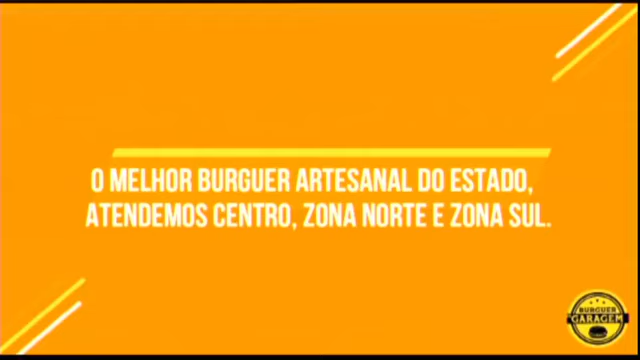 O MELHOR BURGUER ARTESANAL DO ESTADO,
ATENDEMOS CENTRO, ZONA NORTE E ZONA SUL.
BURGUER
GARAGEM